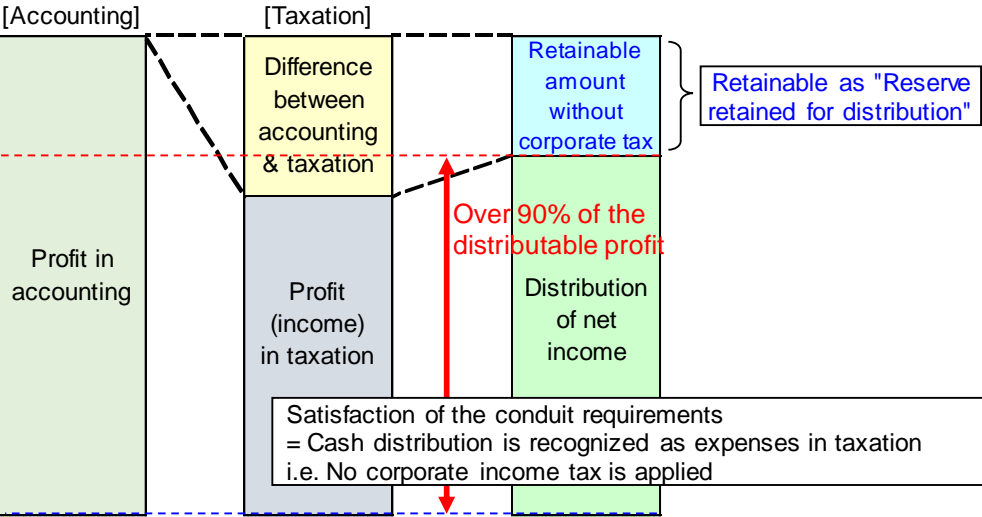 [Accounting]
[Taxation]
Difference
between
accounting
& taxation
Retainable
amount
without
corporate tax
Retainable as "Reserve
retained for distribution"
Over 90% of the
distributable profit
Profit in
accounting
Profit
(income)
in taxation
Distribution
of net
income
Satisfaction of the conduit requirements
= Cash distribution is recognized as expenses in taxation
i.e. No corporate income tax is applied